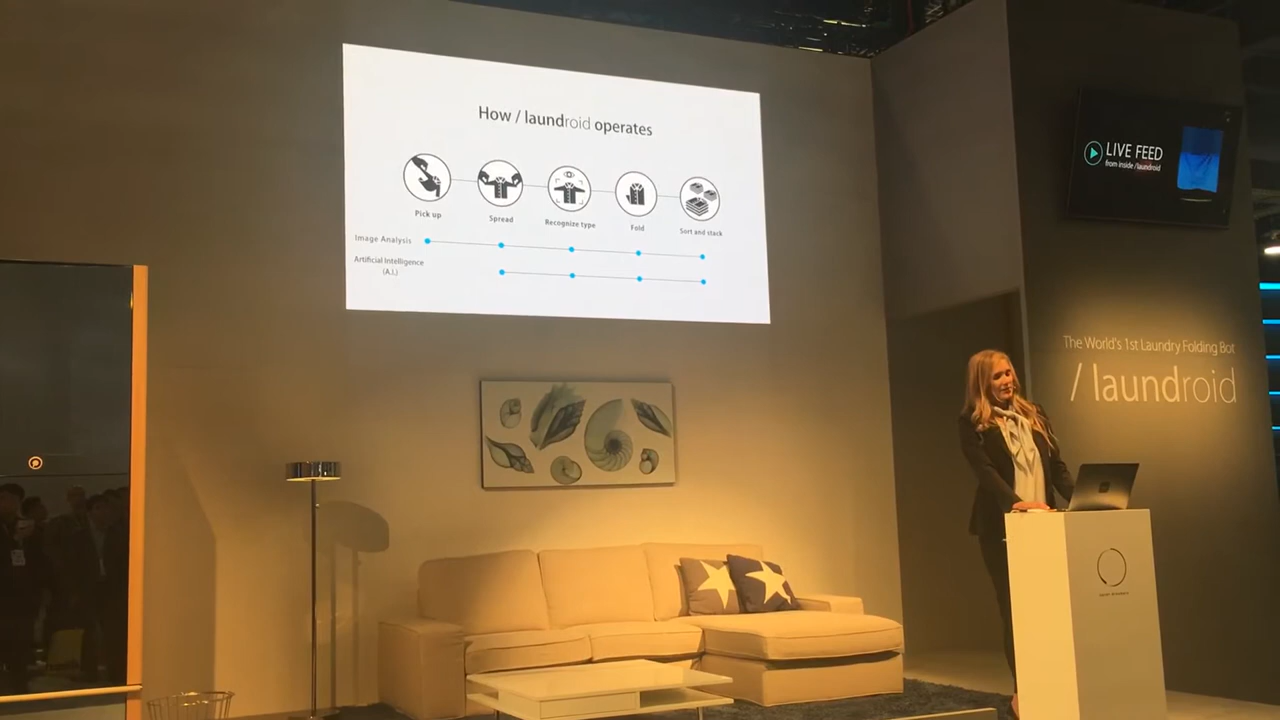 How / laundroid operates
Pick up
Spread
Recognize type
Fold
Sort and stack
Image Analysis
Artificial Intelligence
(A.I.)
LIVE FEED
from inside /laundroid
The World's 1st Laundry Folding Bot
/ laundroid